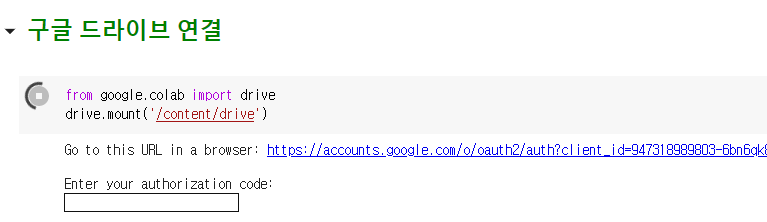 구글 드라이브 연결
from google.colab import drive
drive.mount('/content/drive')
Go to this URL in a browser: https://accounts.google.com/o/oauth2/auth?client_id=947318989803-6bn6qk8
Enter your authorization code: